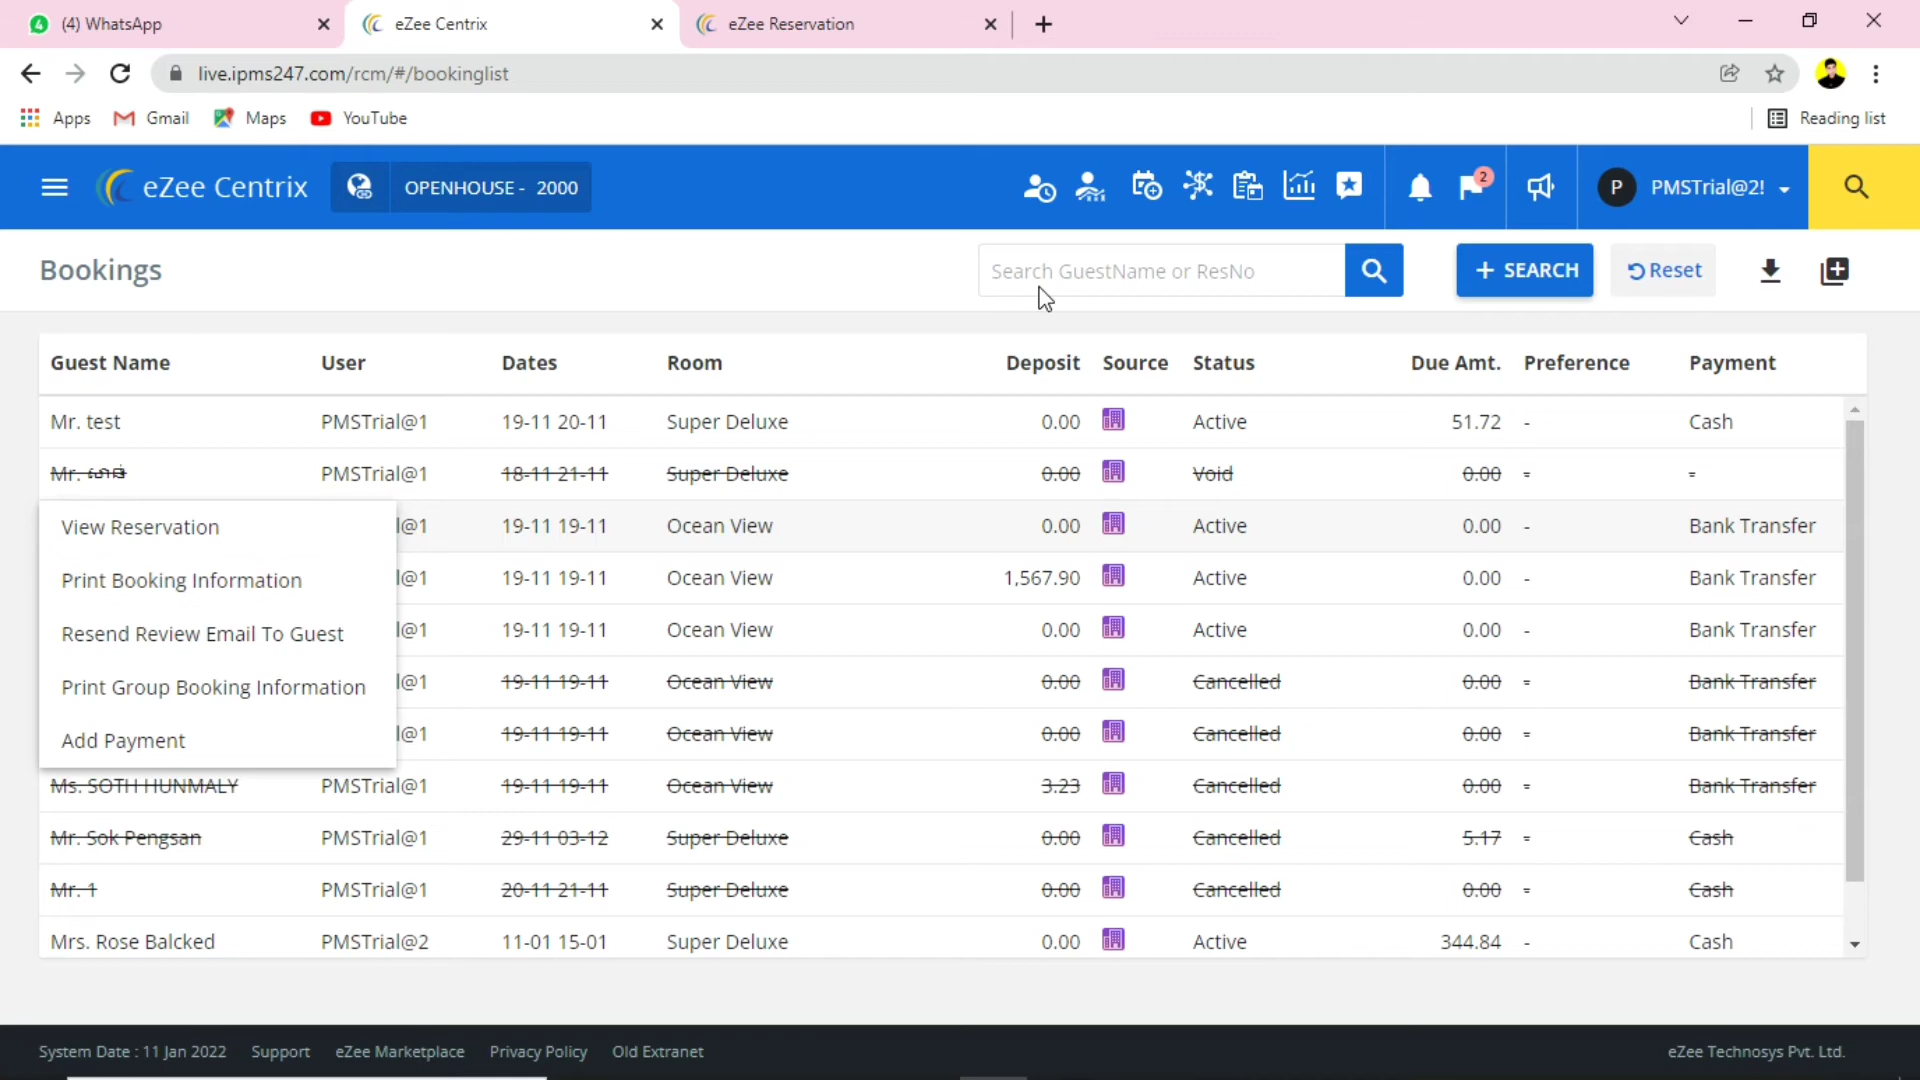 (4) WhatsApp
eZee Centrix
eZee Reservation
live.ipms247.com/rcm/#/bookinglist
Apps
Gmail
Maps
YouTube
Reading list
eZee Centrix
OPENHOUSE - 2000
2
P
PMSTrial@2!
Bookings
Search GuestName or ResNo
+ SEARCH
Reset
Guest Name User Dates Room Deposit Source Status Due Amt. Preference Payment
Mr. test PMSTrial@1 19-11 20-11 Super Deluxe 0.00 Active 51.72 - Cash
Mr. PMSTrial@1 18-11 21-11 Super Deluxe 0.00 Void 0.00 - -
View Reservation
l@1 19-11 19-11 Ocean View 0.00 Active 0.00 - Bank Transfer
Print Booking Information
l@1 19-11 19-11 Ocean View 1,567.90 Active 0.00 - Bank Transfer
Resend Review Email To Guest
l@1 19-11 19-11 Ocean View 0.00 Active 0.00 - Bank Transfer
Print Group Booking Information
l@1 19-11 19-11 Ocean View 0.00 Cancelled 0.00 - Bank Transfer
Add Payment
l@1 19-11 19-11 Ocean View 0.00 Cancelled 0.00 - Bank Transfer
Ms. SOTH HUNMALY PMSTrial@1 19-11 19-11 Ocean View 3.23 Cancelled 0.00 - Bank Transfer
Mr. Sok Pengsan PMSTrial@1 29-11 03-12 Super Deluxe 0.00 Cancelled 5.17 - Cash
Mr. 1 PMSTrial@1 20-11 21-11 Super Deluxe 0.00 Cancelled 0.00 - Cash
Mrs. Rose Balcked PMSTrial@2 11-01 15-01 Super Deluxe 0.00 Active 344.84 - Cash
System Date : 11 Jan 2022 Support eZee Marketplace Privacy Policy Old Extranet eZee Technosys Pvt. Ltd.